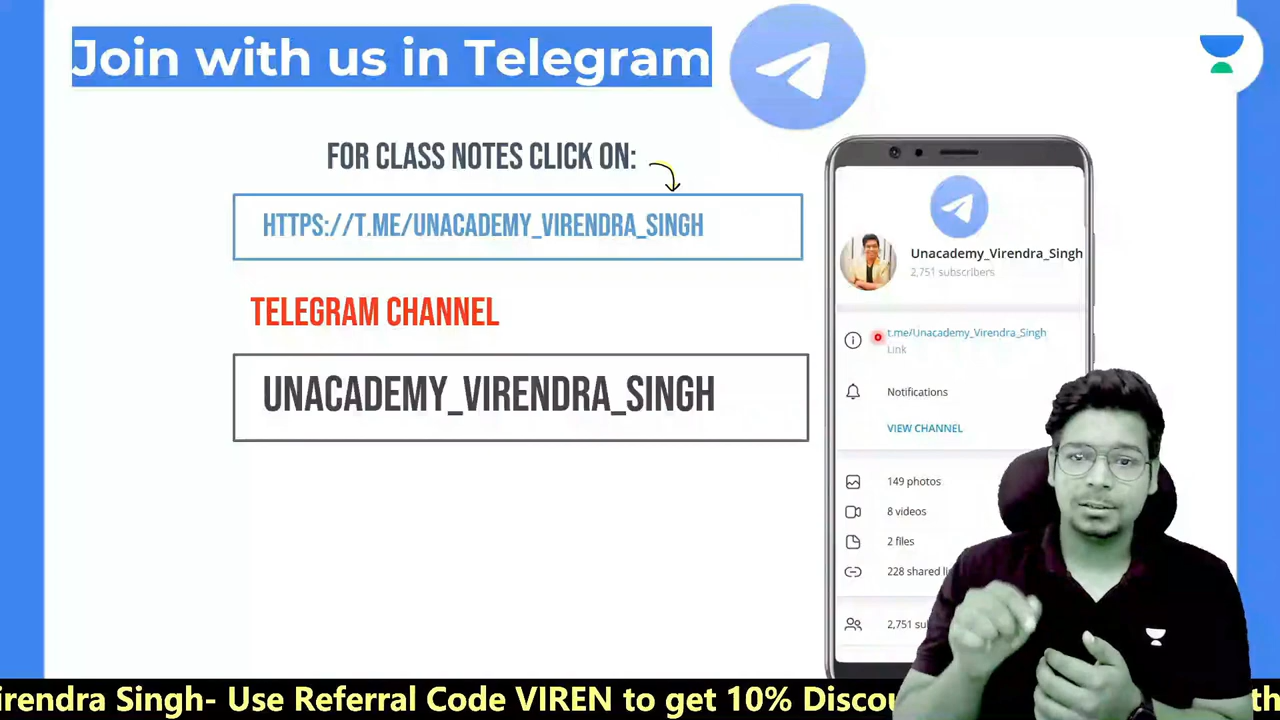 Join with us in Telegram
FOR CLASS NOTES CLICK ON:
HTTPS://T.ME/UNACADEMY_VIRENDRA_SINGH
TELEGRAM CHANNEL
UNACADEMY_VIRENDRA_SINGH
Unacademy_Virendra_Singh
2,751 subscribers
t.me/Unacademy_Virendra_Singh
Link
Notifications
VIEW CHANNEL
149 photos
8 videos
2 files
228 shared
2,751
Singh- Use Referral Code VIREN to get 10%